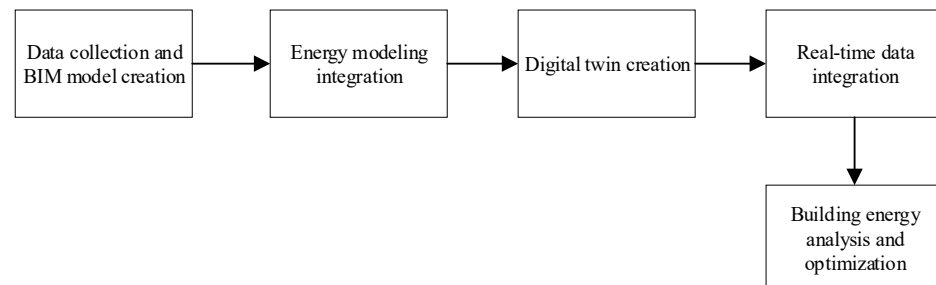 Data collection and
BIM model creation
Energy modeling
integration
Digital twin creation
Real-time data
integration
Building energy
analysis and
optimization